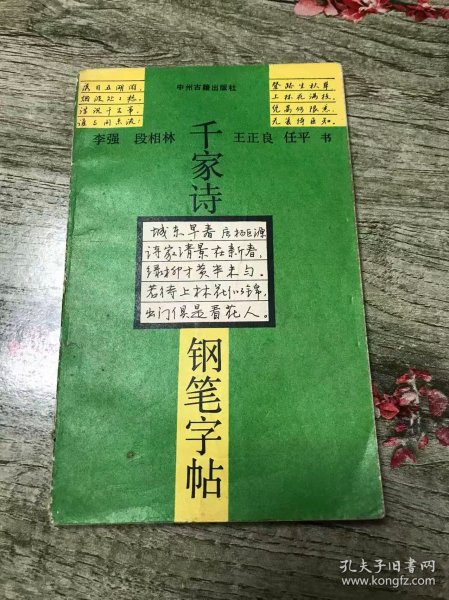 中州古籍出版社
李强 段相林 王正良 任平 书
千家诗
城东早春 唐 杨巨源
诗家清景在新春,
绿柳才黄半未匀。
若待上林花似锦,
出门俱是看花人。
钢笔字帖
孔夫子旧书网
www.kongfz.com